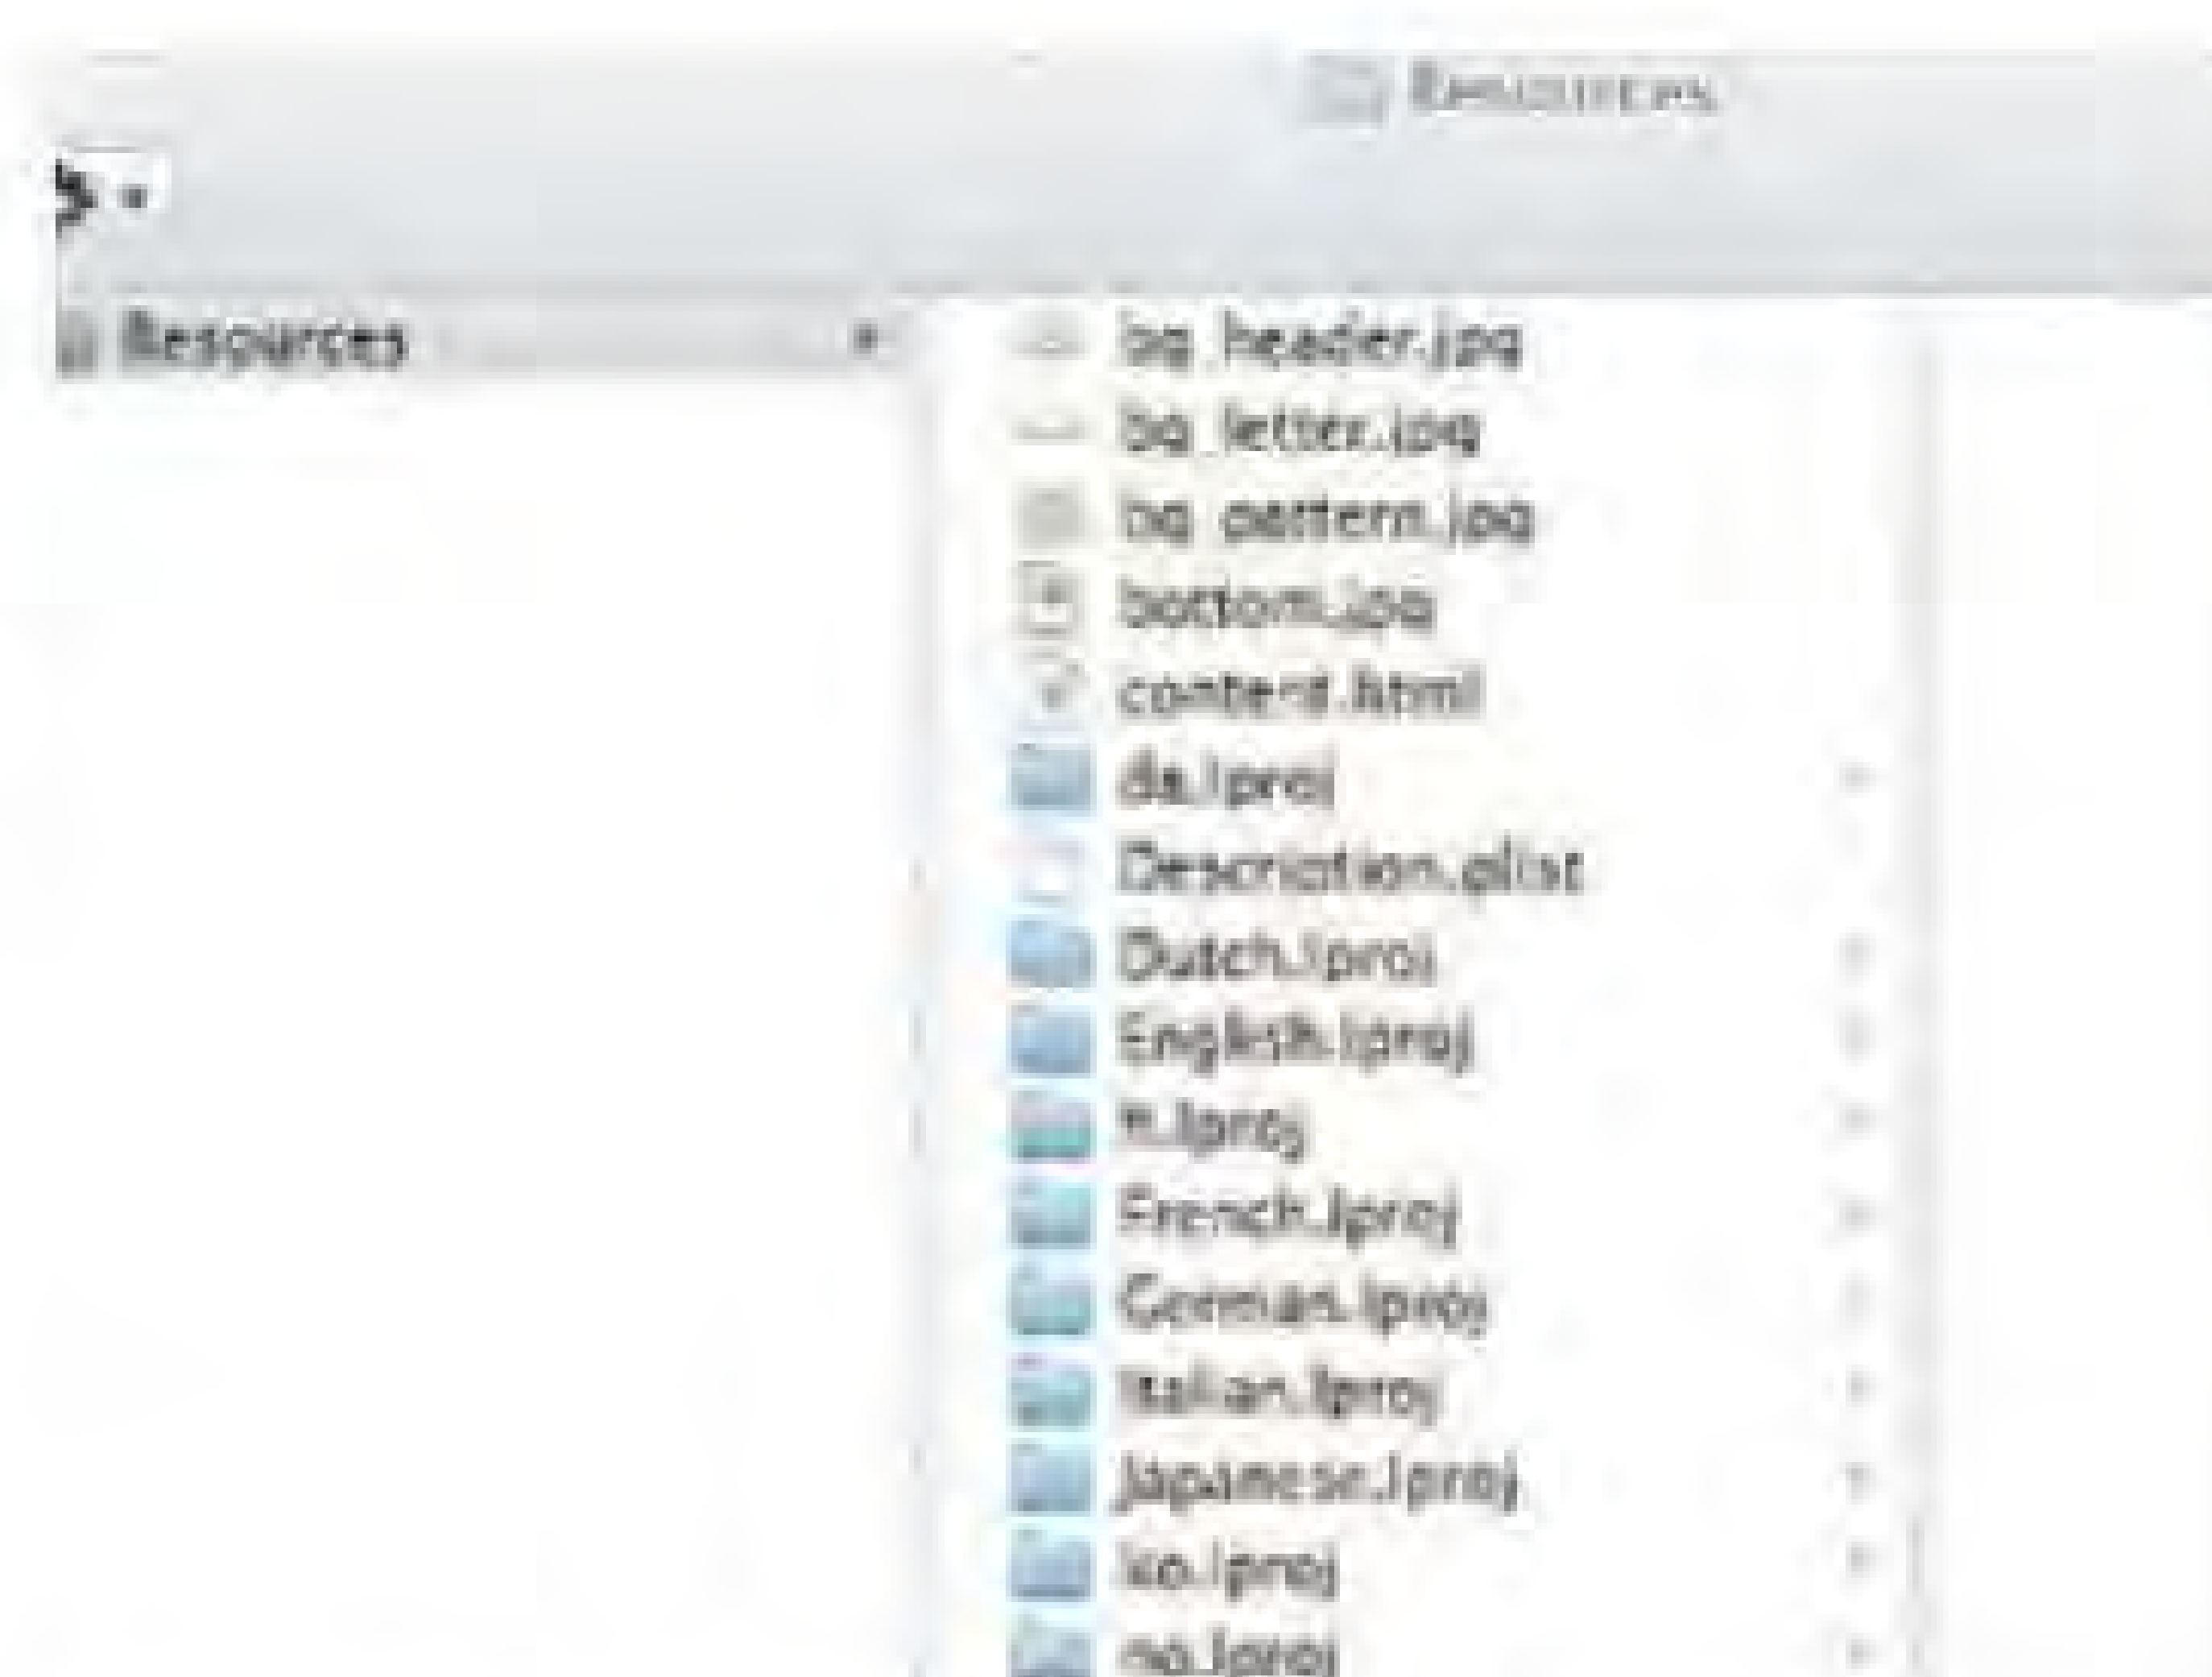 Resources
Resources
bg_header.jpg
bg_letter.jpg
bg_pattern.jpg
bottom.jpg
content.html
da.lproj
Description.plist
Dutch.lproj
English.lproj
fi.lproj
French.lproj
German.lproj
Italian.lproj
Japanese.lproj
ko.lproj
no.lproj